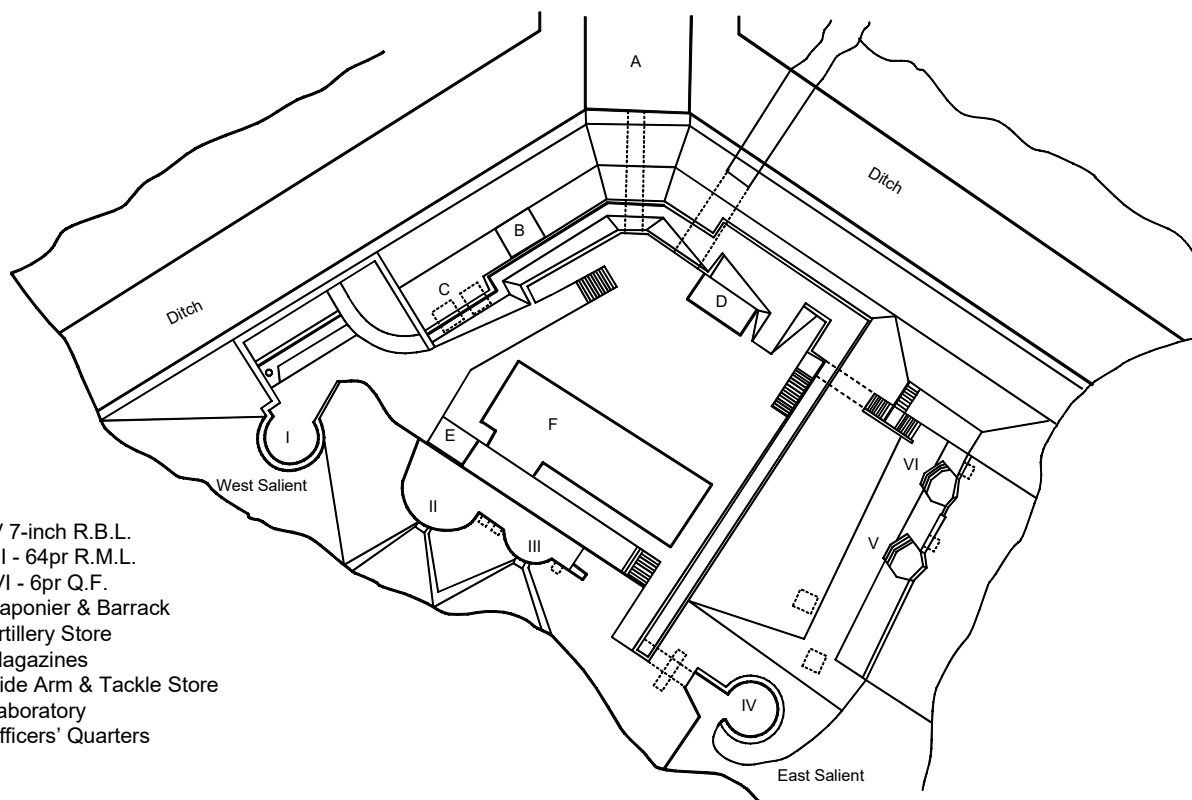 A
Ditch
Ditch
B
C
D
E
F
I
West Salient
II
III
VI
V
IV
East Salient
V 7-inch R.B.L.
I - 64pr R.M.L.
VI - 6pr Q.F.
aponier & Barrack
rtillery Store
agazines
ide Arm & Tackle Store
aboratory
fficers' Quarters